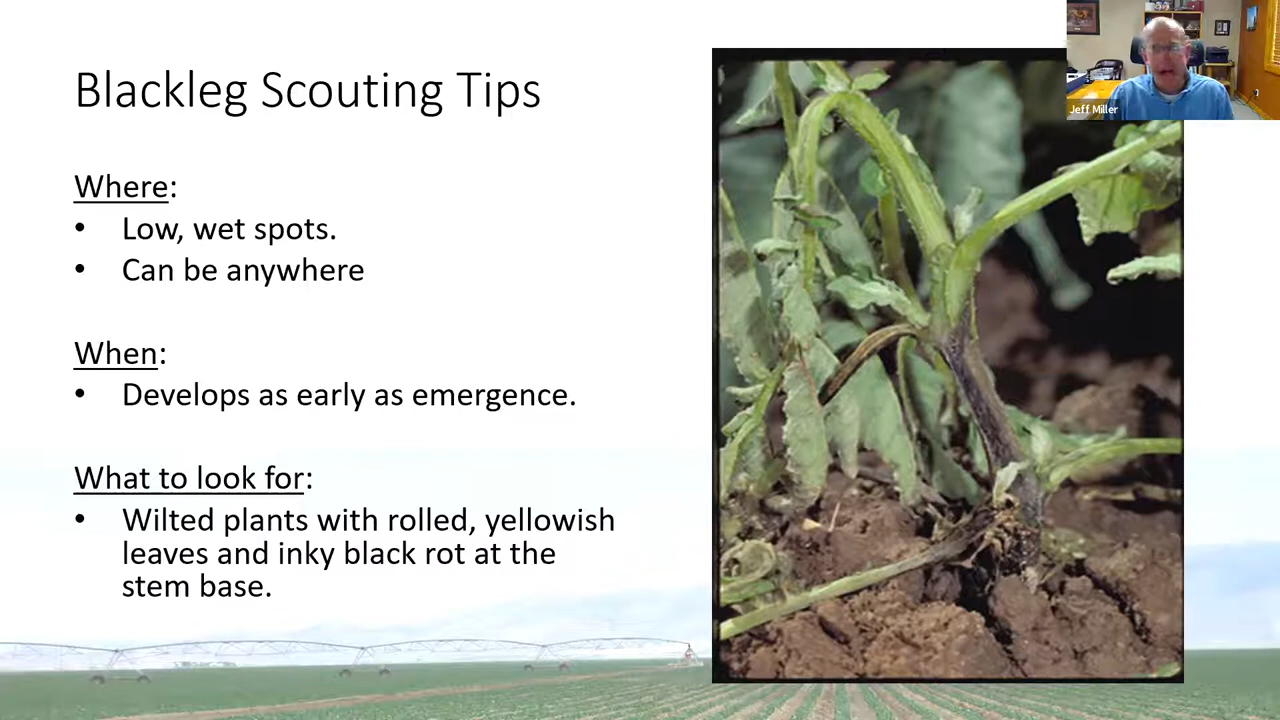 Blackleg Scouting Tips
Jeff Miller
Where:
• Low, wet spots.
• Can be anywhere
When:
• Develops as early as emergence.
What to look for:
• Wilted plants with rolled, yellowish
leaves and inky black rot at the
stem base.